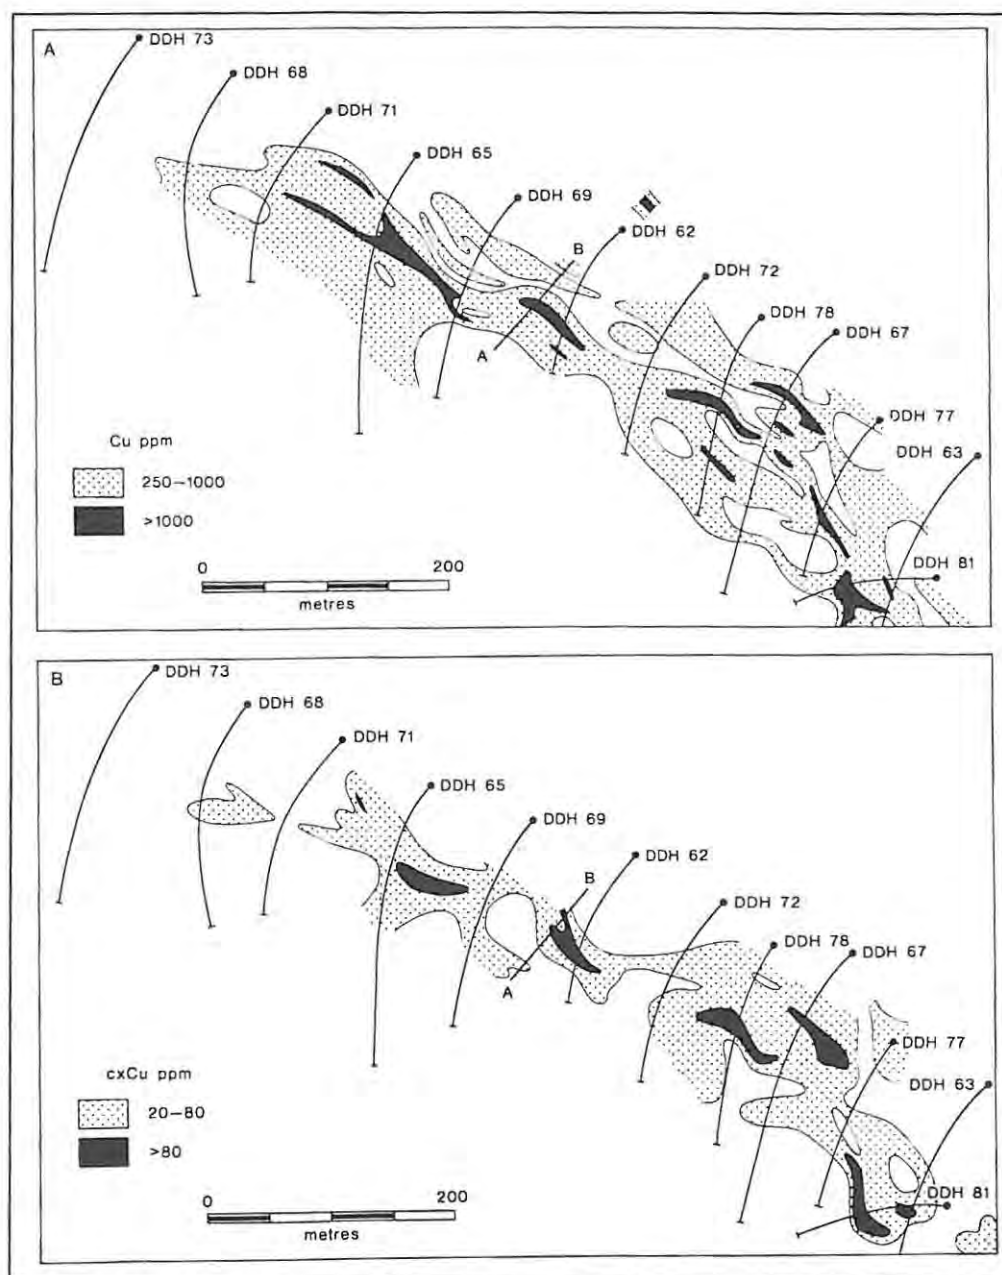 A
DDH 73
DDH 68
DDH 71
DDH 65
DDH 69
DDH 62
B
DDH 72
DDH 78
A
DDH 67
DDH 77
DDH 63
DDH 81
Cu ppm
250–1000
>1000
0 200
metres
B
DDH 73
DDH 68
DDH 71
DDH 65
DDH 69
DDH 62
B
DDH 72
DDH 78
DDH 67
A
DDH 77
DDH 63
DDH 81
cxCu ppm
20–80
>80
0 200
metres